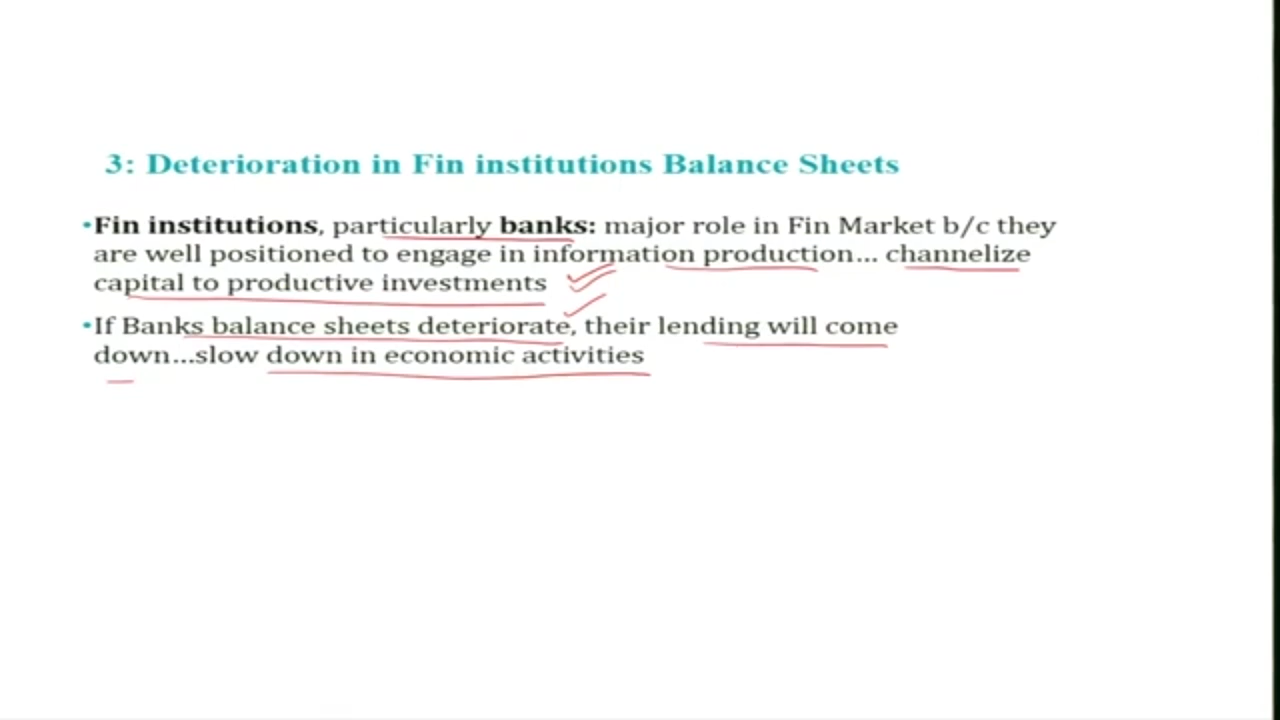 3: Deterioration in Fin institutions Balance Sheets
•Fin institutions, particularly banks: major role in Fin Market b/c they
are well positioned to engage in information production... channelize
capital to productive investments
•If Banks balance sheets deteriorate, their lending will come
down...slow down in economic activities